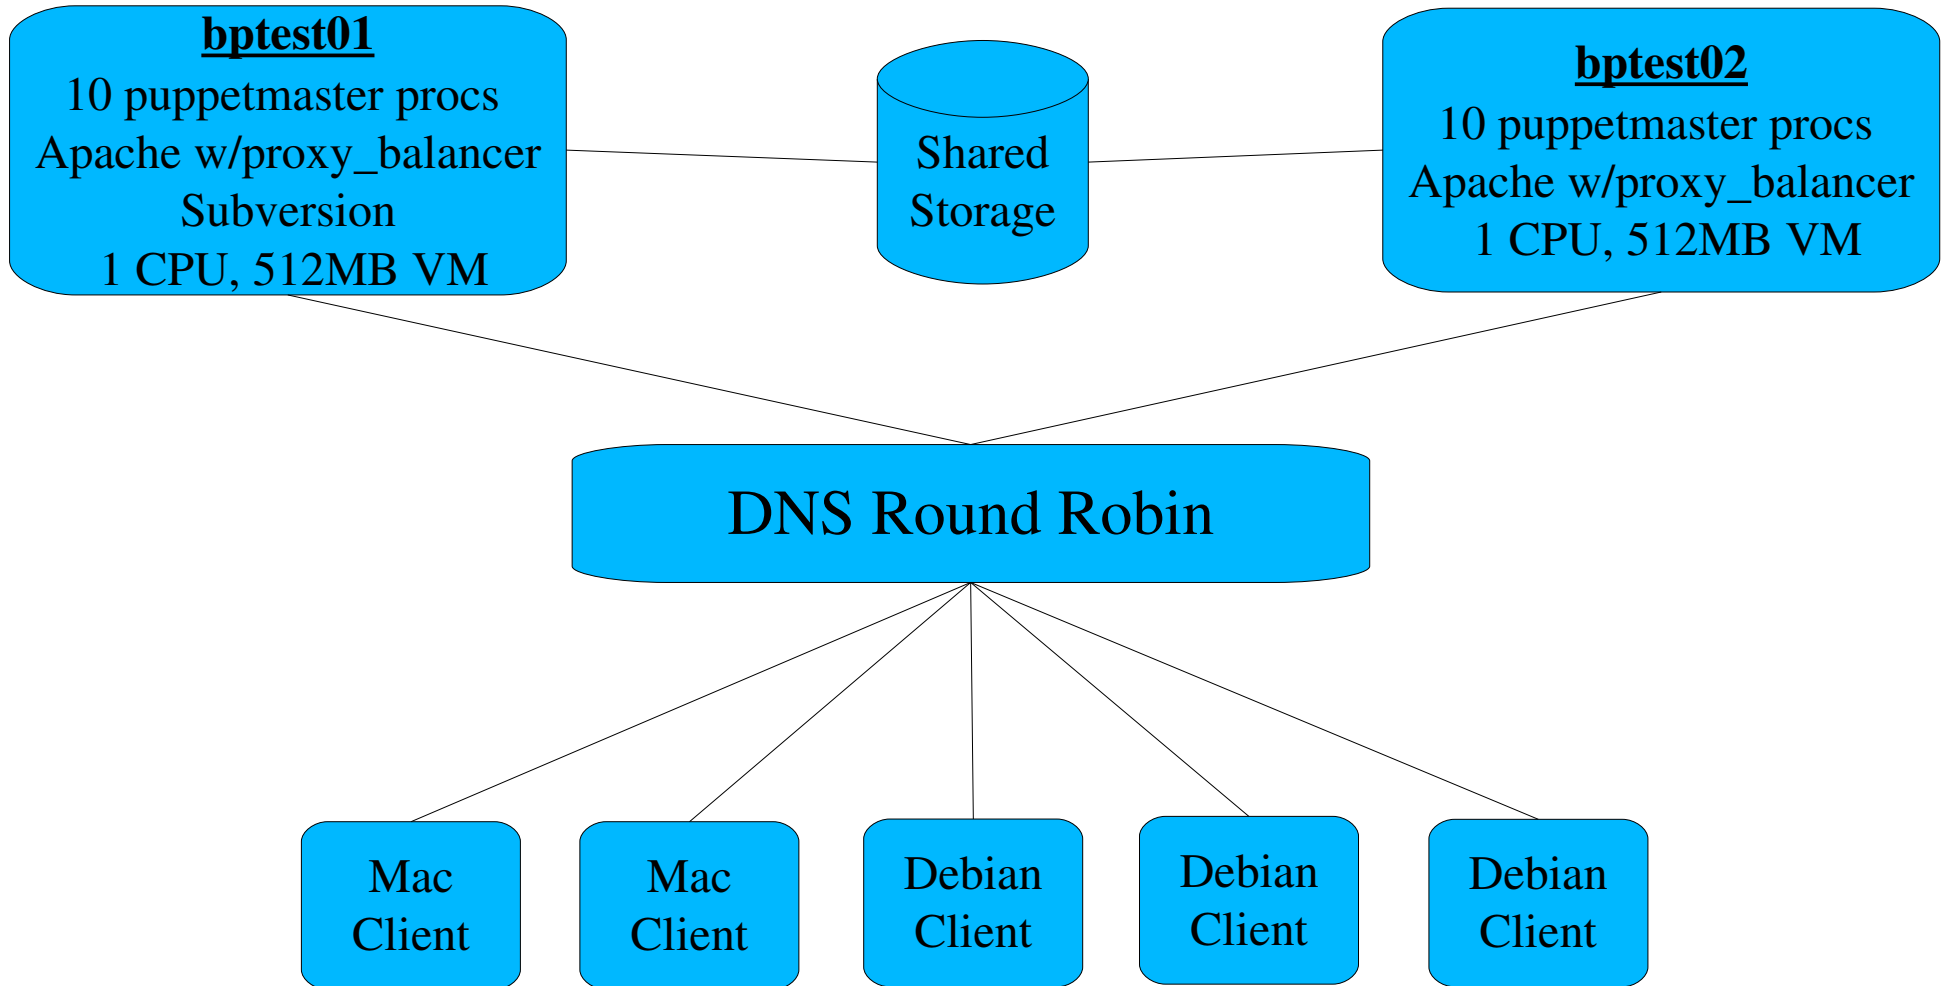 bptest01
10 puppetmaster procs
Apache w/proxy_balancer
Subversion
1 CPU, 512MB VM
Shared
Storage
bptest02
10 puppetmaster procs
Apache w/proxy_balancer
1 CPU, 512MB VM
DNS Round Robin
Mac
Client
Mac
Client
Debian
Client
Debian
Client
Debian
Client